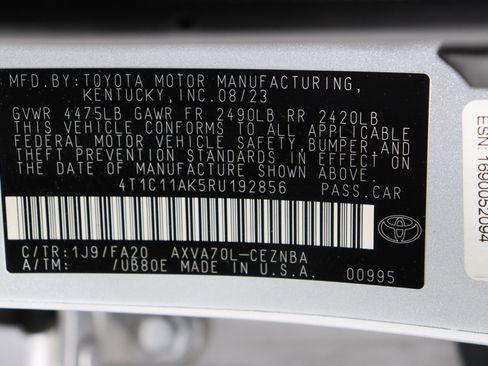 MFD.BY:TOYOTA MOTOR MANUFACTURING,
KENTUCKY,INC.08/23
GVWR 4475LB GAWR FR 2490LB RR 2420LB
THIS VEHICLE CONFORMS TO ALL APPLICABLE
FEDERAL MOTOR VEHICLE SAFETY,BUMPER,AND
THEFT PREVENTION STANDARDS IN EFFECT ON
THE DATE OF MANUFACTURE SHOWN ABOVE.
4T1C11AK5RU192856 PASS.CAR
C/TR:1J9/FA20 AXVA70L-CEZNBA
A/TM: /UB80E MADE IN U.S.A. 00995
ESN: 1690052094